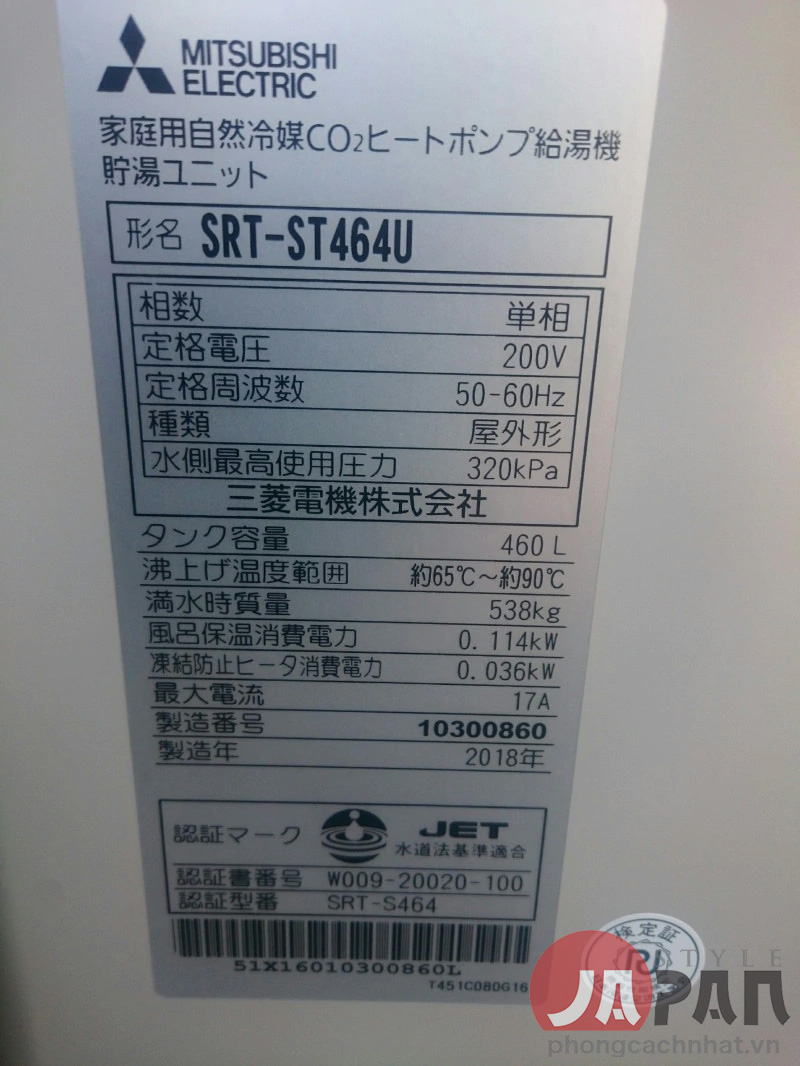 MITSUBISHI
ELECTRIC
家庭用自然冷媒CO₂ヒートポンプ給湯機
貯湯ユニット
形名 SRT-ST464U
相数 単相
定格電圧 200V
定格周波数 50-60Hz
種類 屋外形
水側最高使用圧力 320kPa
三菱電機株式会社
タンク容量 460 L
沸上げ温度範囲 約65℃～約90℃
満水時質量 538kg
風呂保温消費電力 0.114kW
凍結防止ヒータ消費電力 0.036kW
最大電流 17A
製造番号 10300860
製造年 2018年
認証マーク JET
水道法基準適合
認証書番号 W009-20020-100
認証型番 SRT-S464
51X16010300860L
T451C080G16
検定証
STYLE
JAPAN
phongcachnhat.vn